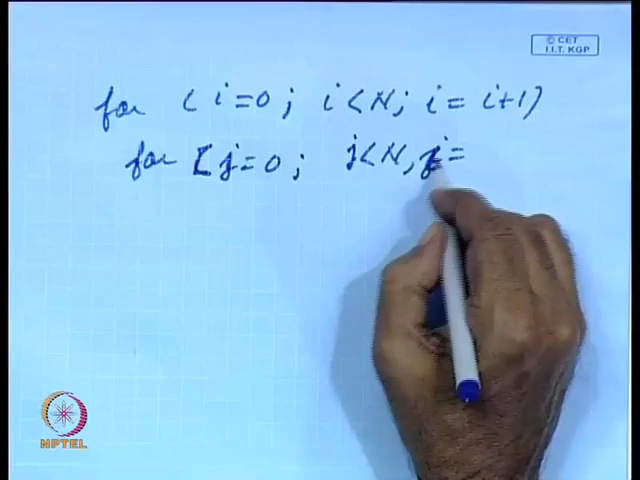 © CET
I.I.T. KGP
for ( i = 0 ; i < N ; i = i + 1 )
for ( j = 0 ; j < N , j =
NPTEL